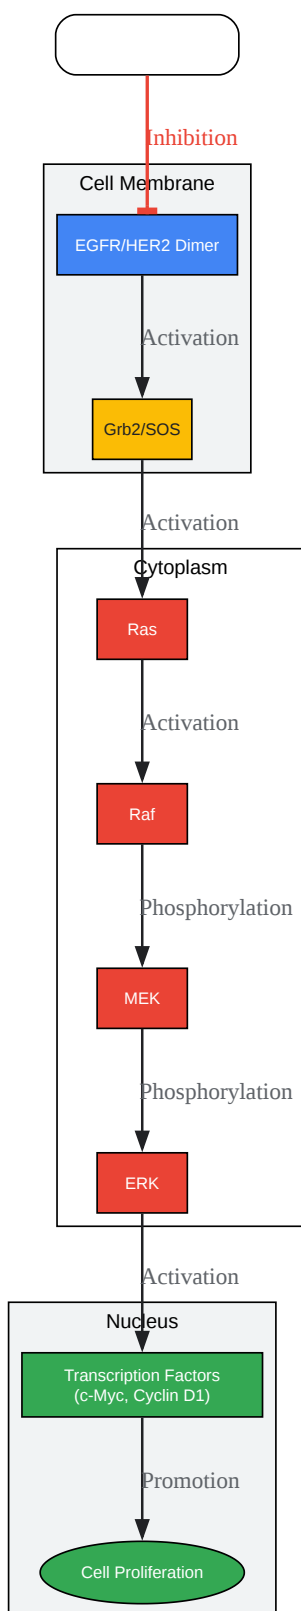 Inhibition
Cell Membrane
EGFR/HER2 Dimer
Activation
Grb2/SOS
Activation
Cytoplasm
Ras
Activation
Raf
Phosphorylation
MEK
Phosphorylation
ERK
Activation
Nucleus
Transcription Factors
(c-Myc, Cyclin D1)
Promotion
Cell Proliferation